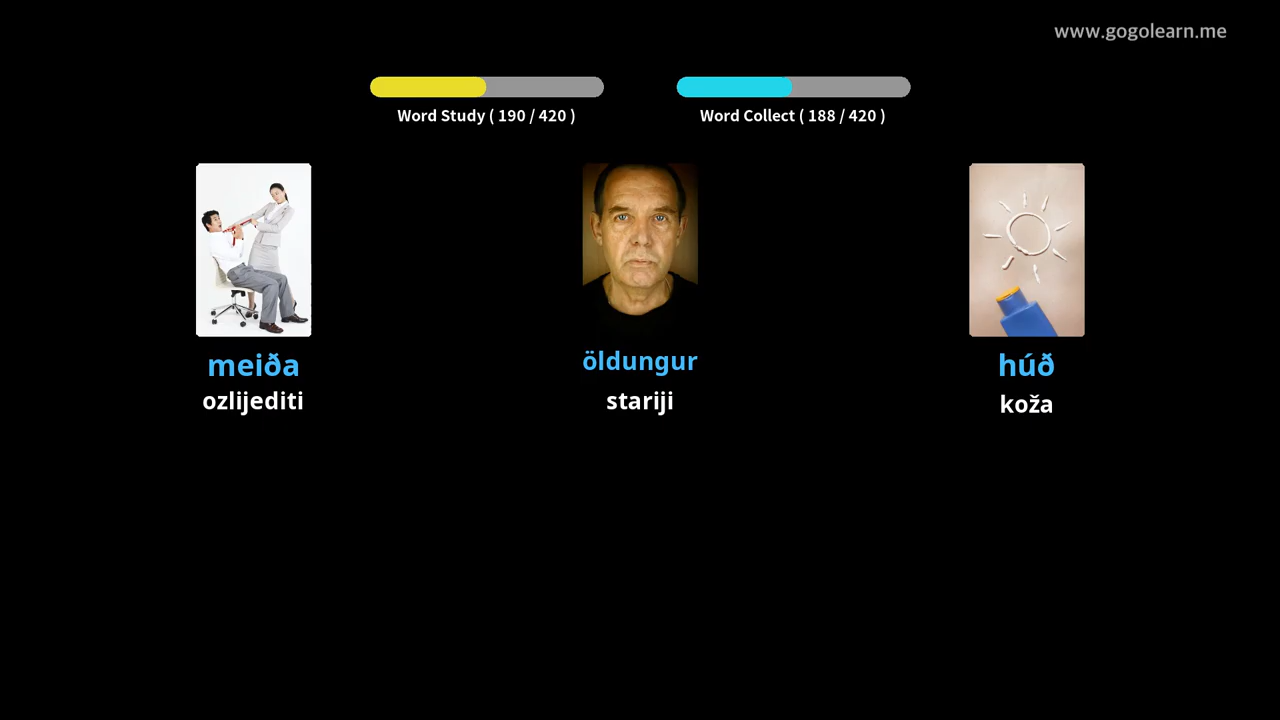 www.gogolearn.me
Word Study ( 190 / 420 )
Word Collect ( 188 / 420 )
meiða
öldungur
húð
ozlijediti
stariji
koža